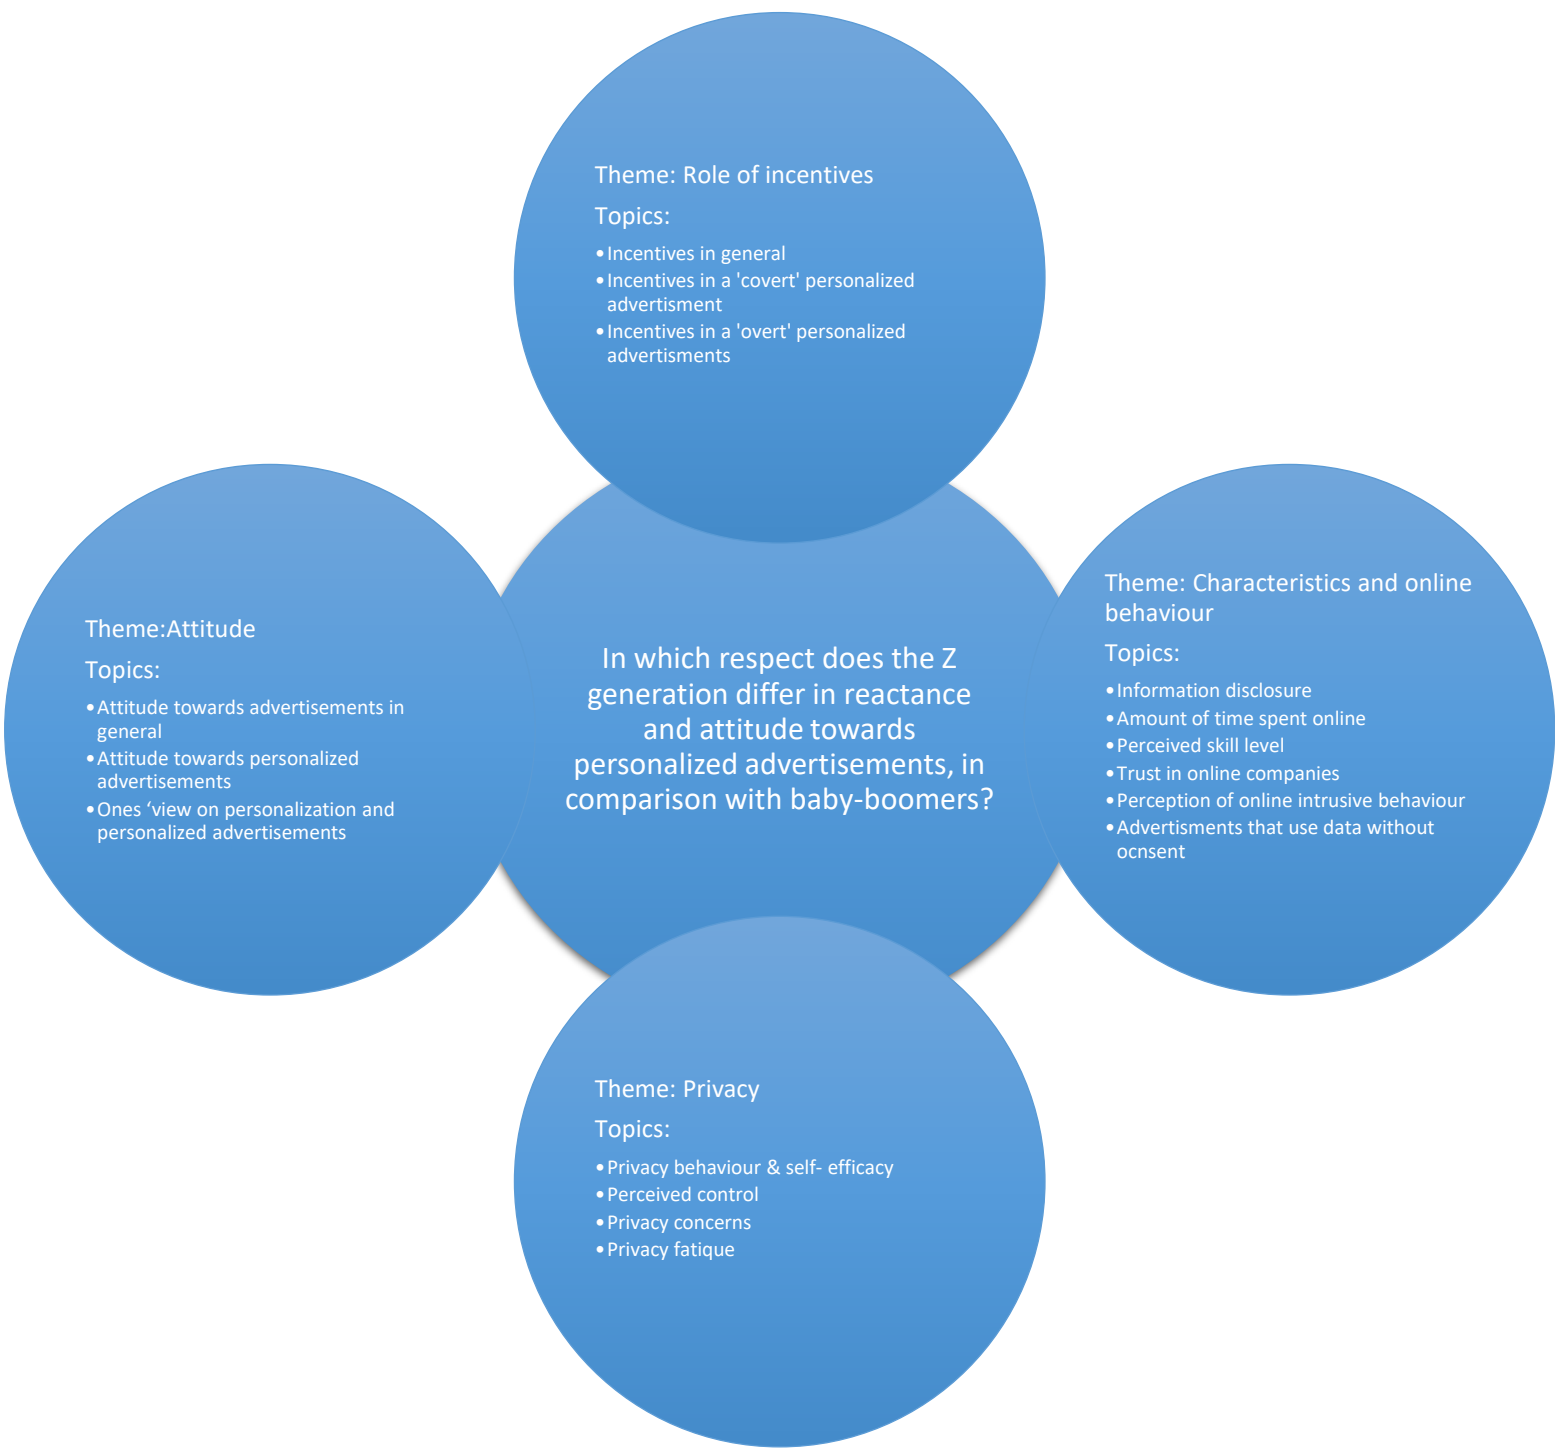 Theme: Role of incentives
Topics:
•Incentives in general
•Incentives in a 'covert' personalized
advertisment
•Incentives in a 'overt' personalized
advertisments
Theme:Attitude
Topics:
•Attitude towards advertisements in
general
•Attitude towards personalized
advertisements
•Ones ‘view on personalization and
personalized advertisements
In which respect does the Z
generation differ in reactance
and attitude towards
personalized advertisements, in
comparison with baby-boomers?
Theme: Characteristics and online
behaviour
Topics:
•Information disclosure
•Amount of time spent online
•Perceived skill level
•Trust in online companies
•Perception of online intrusive behaviour
•Advertisments that use data without
ocnsent
Theme: Privacy
Topics:
•Privacy behaviour & self- efficacy
•Perceived control
•Privacy concerns
•Privacy fatique